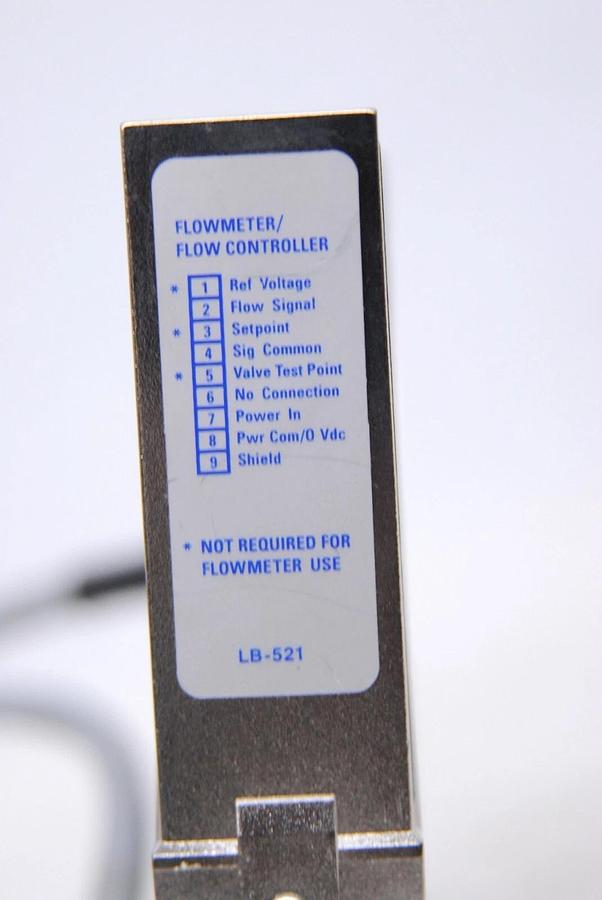 FLOWMETER/
FLOW CONTROLLER
* 1 Ref Voltage
2 Flow Signal
* 3 Setpoint
4 Sig Common
* 5 Valve Test Point
6 No Connection
7 Power In
8 Pwr Com/0 Vdc
9 Shield
* NOT REQUIRED FOR
FLOWMETER USE
LB-521